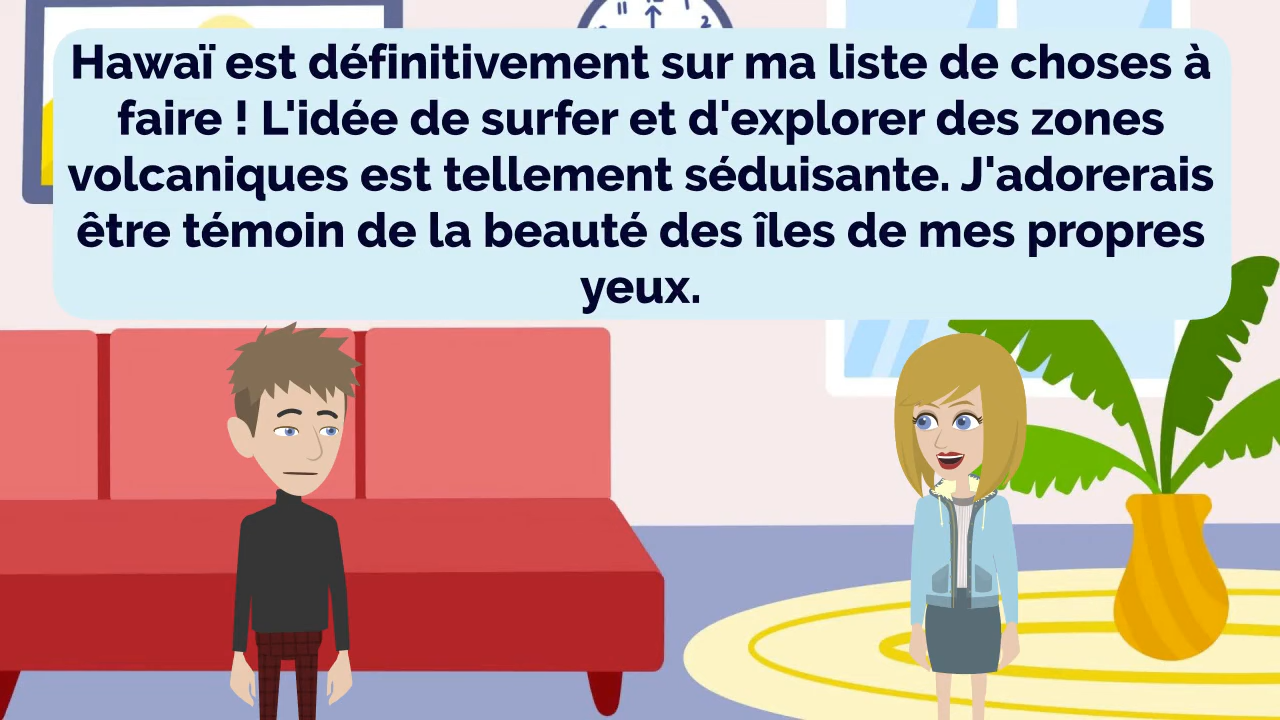 Hawaï est définitivement sur ma liste de choses à
faire ! L'idée de surfer et d'explorer des zones
volcaniques est tellement séduisante. J'adorerais
être témoin de la beauté des îles de mes propres
yeux.